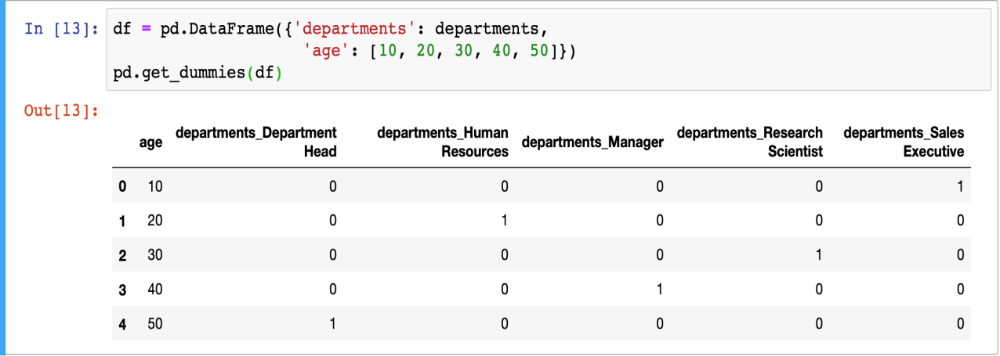 In [13]: df = pd.DataFrame({'departments': departments,
'age': [10, 20, 30, 40, 50]})
pd.get_dummies(df)
Out[13]:
age departments_Department Head departments_Human Resources departments_Manager departments_Research Scientist departments_Sales Executive
0 10 0 0 0 0 1
1 20 0 1 0 0 0
2 30 0 0 0 1 0
3 40 0 0 1 0 0
4 50 1 0 0 0 0